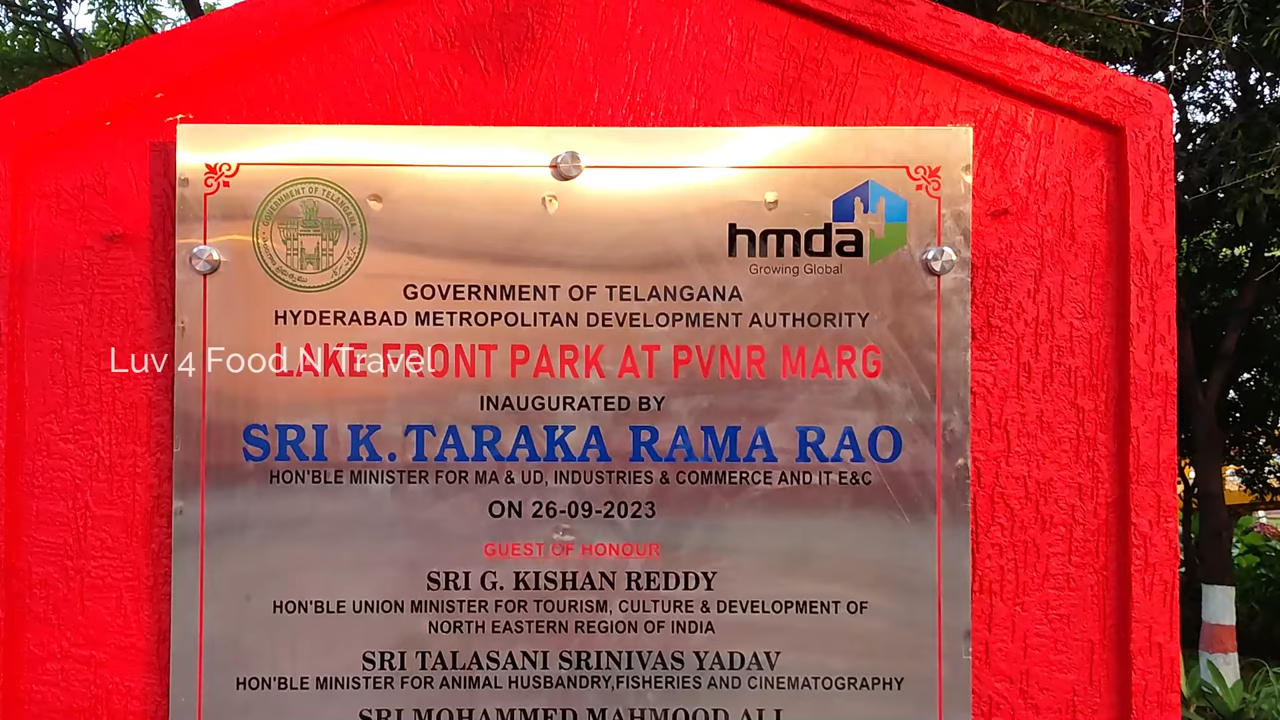 GOVERNMENT OF TELANGANA
hmda
Growing Global
GOVERNMENT OF TELANGANA
HYDERABAD METROPOLITAN DEVELOPMENT AUTHORITY
LAKE FRONT PARK AT PVNR MARG
Luv 4 Food N Travel
INAUGURATED BY
SRI K. TARAKA RAMA RAO
HON'BLE MINISTER FOR MA & UD, INDUSTRIES & COMMERCE AND IT E&C
ON 26-09-2023
GUEST OF HONOUR
SRI G. KISHAN REDDY
HON'BLE UNION MINISTER FOR TOURISM, CULTURE & DEVELOPMENT OF
NORTH EASTERN REGION OF INDIA
SRI TALASANI SRINIVAS YADAV
HON'BLE MINISTER FOR ANIMAL HUSBANDRY,FISHERIES AND CINEMATOGRAPHY
SRI MOHAMMED MAHMOOD ALI